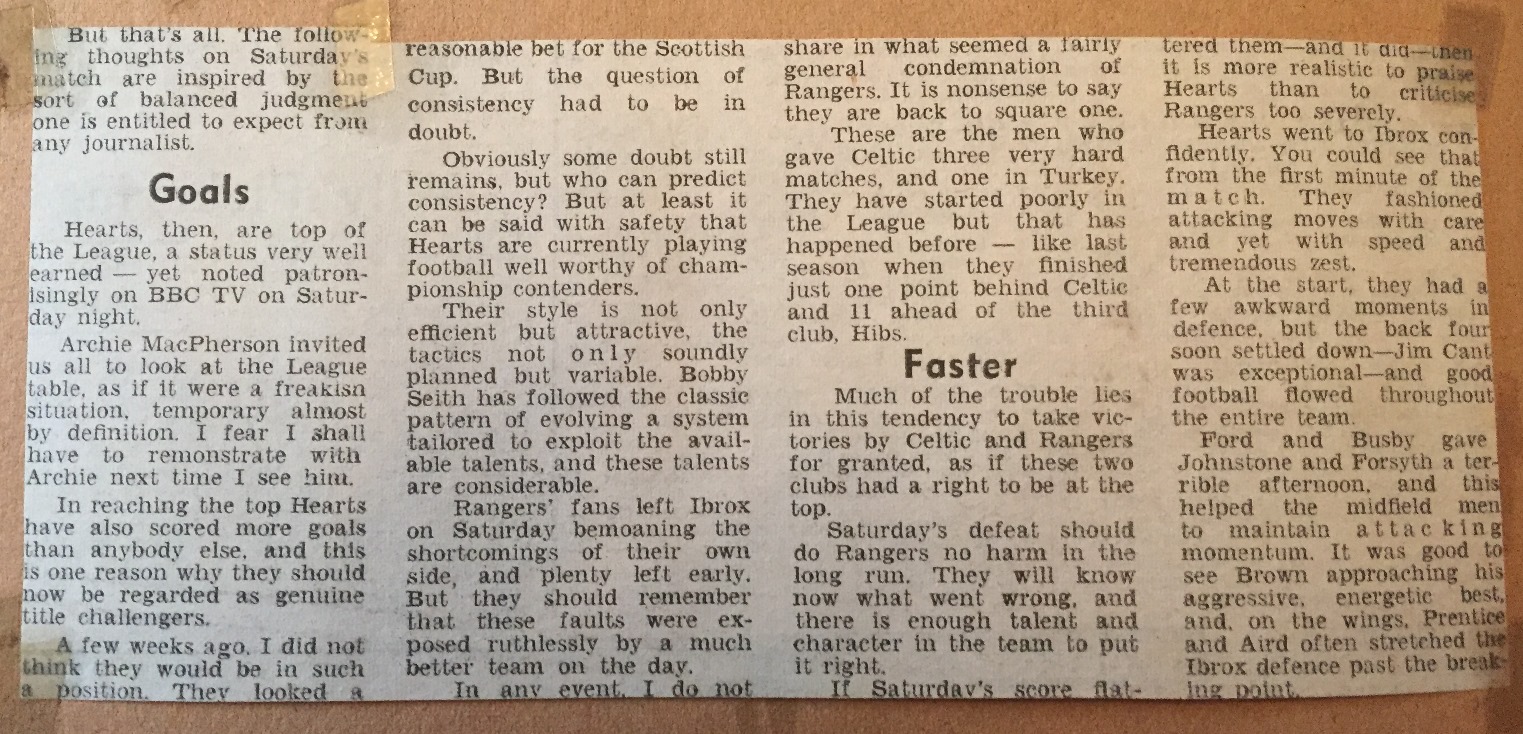 But that's all. The follow-
ing thoughts on Saturday's
match are inspired by the
sort of balanced judgment
one is entitled to expect from
any journalist.
Goals
Hearts, then, are top of
the League, a status very well
earned — yet noted patron-
isingly on BBC TV on Satur-
day night.
Archie MacPherson invited
us all to look at the League
table, as if it were a freakish
situation, temporary almost
by definition. I fear I shall
have to remonstrate with
Archie next time I see him.
In reaching the top Hearts
have also scored more goals
than anybody else, and this
is one reason why they should
now be regarded as genuine
title challengers.
A few weeks ago, I did not
think they would be in such
a position. They looked a
reasonable bet for the Scottish
Cup. But the question of
consistency had to be in
doubt.
Obviously some doubt still
remains, but who can predict
consistency? But at least it
can be said with safety that
Hearts are currently playing
football well worthy of cham-
pionship contenders.
Their style is not only
efficient but attractive, the
tactics not only soundly
planned but variable. Bobby
Seith has followed the classic
pattern of evolving a system
tailored to exploit the avail-
able talents, and these talents
are considerable.
Rangers' fans left Ibrox
on Saturday bemoaning the
shortcomings of their own
side, and plenty left early.
But they should remember
that these faults were ex-
posed ruthlessly by a much
better team on the day.
In any event, I do not
share in what seemed a fairly
general condemnation of
Rangers. It is nonsense to say
they are back to square one.
These are the men who
gave Celtic three very hard
matches, and one in Turkey.
They have started poorly in
the League but that has
happened before — like last
season when they finished
just one point behind Celtic
and 11 ahead of the third
club, Hibs.
Faster
Much of the trouble lies
in this tendency to take vic-
tories by Celtic and Rangers
for granted, as if these two
clubs had a right to be at the
top.
Saturday's defeat should
do Rangers no harm in the
long run. They will know
now what went wrong, and
there is enough talent and
character in the team to put
it right.
If Saturday's score flat-
tered them—and it did—then
it is more realistic to praise
Hearts than to criticise
Rangers too severely.
Hearts went to Ibrox con-
fidently. You could see that
from the first minute of the
match. They fashioned
attacking moves with care
and yet with speed and
tremendous zest.
At the start, they had a
few awkward moments in
defence, but the back four
soon settled down—Jim Cant
was exceptional—and good
football flowed throughout
the entire team.
Ford and Busby gave
Johnstone and Forsyth a ter-
rible afternoon, and this
helped the midfield men
to maintain attacking
momentum. It was good to
see Brown approaching his
aggressive, energetic best,
and, on the wings, Prentice
and Aird often stretched the
Ibrox defence past the break-
ing point.